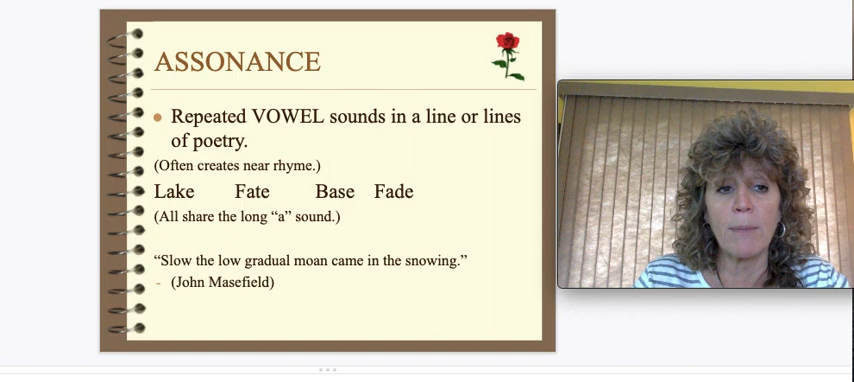 ASSONANCE
• Repeated VOWEL sounds in a line or lines
of poetry.
(Often creates near rhyme.)
Lake Fate Base Fade
(All share the long “a” sound.)
“Slow the low gradual moan came in the snowing.”
- (John Masefield)